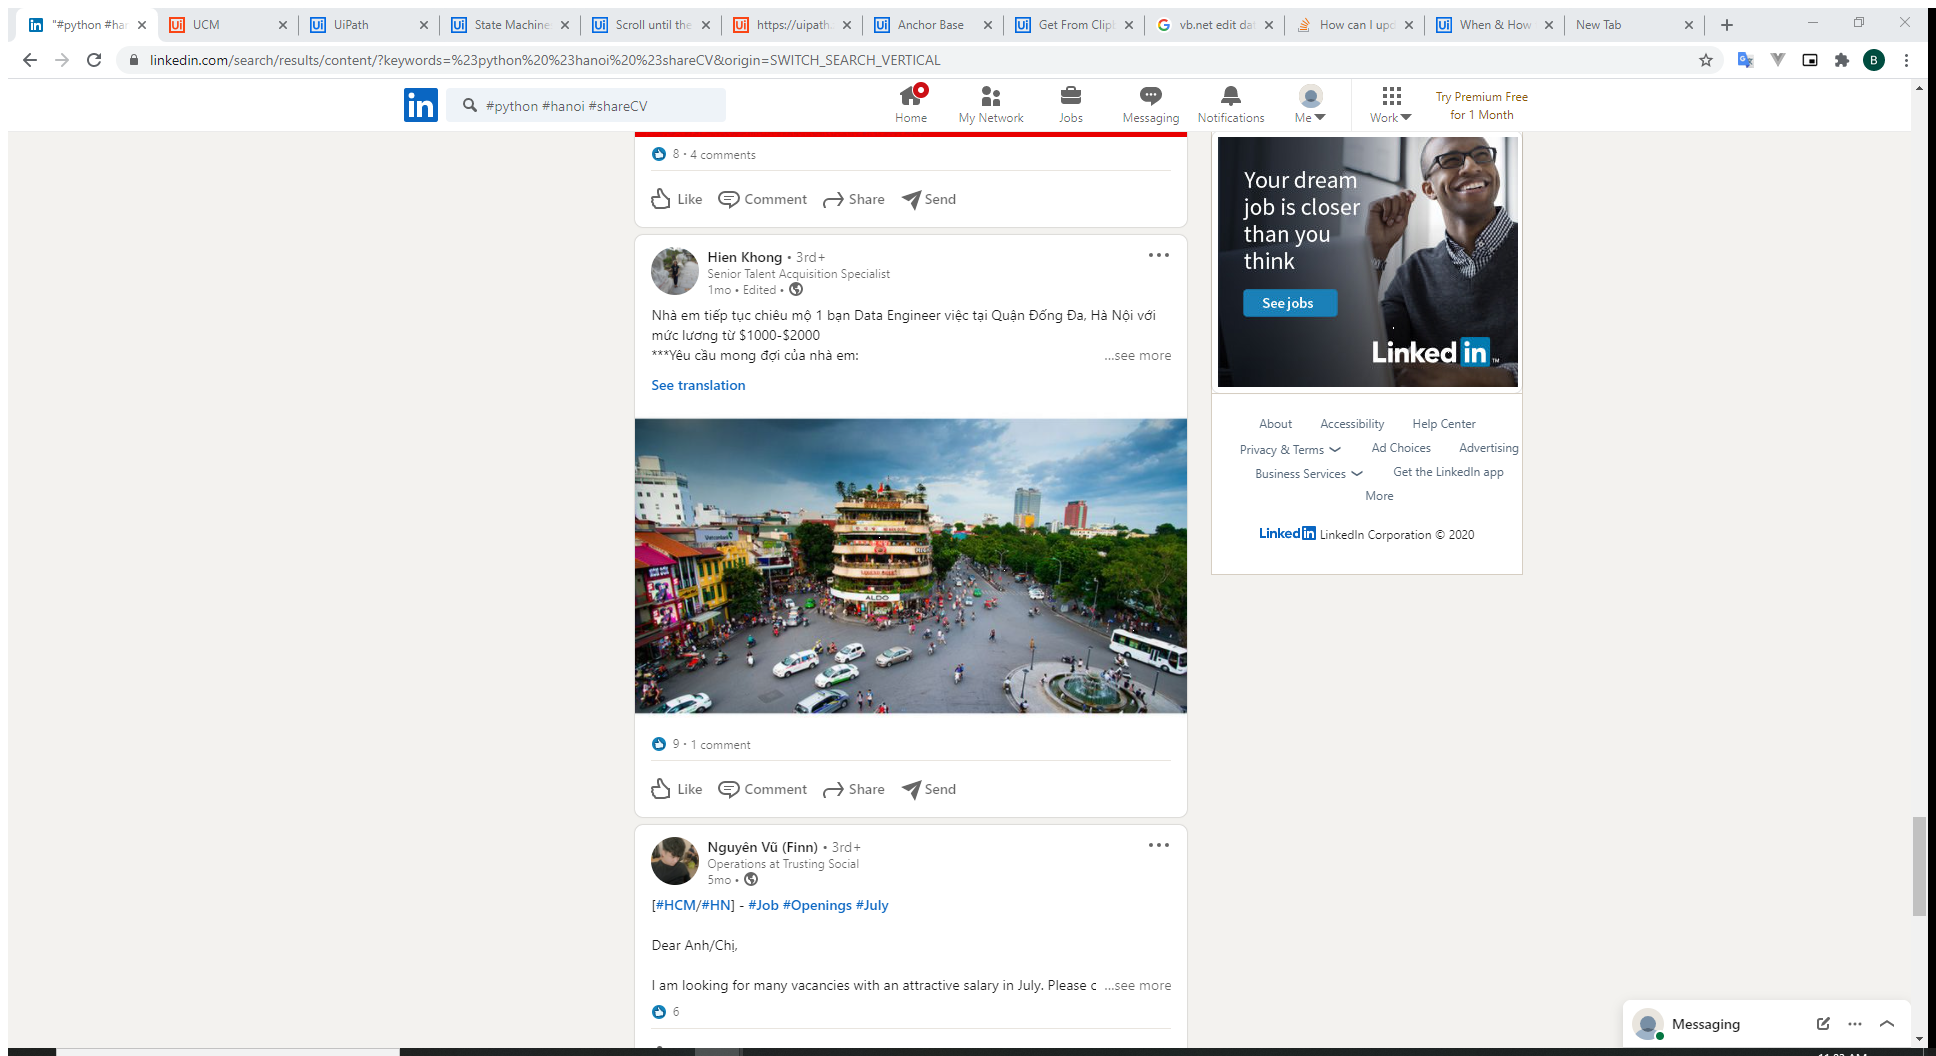 "#python #han
UCM
UiPath
State Machine
Scroll until the
https://uipath.
Anchor Base
Get From Clip
vb.net edit dat
How can I upd
When & How
New Tab
linkedin.com/search/results/content/?keywords=%23python%20%23hanoi%20%23shareCV&origin=SWITCH_SEARCH_VERTICAL
B
in
#python #hanoi #shareCV
Home
My Network
Jobs
Messaging
Notifications
Me
Work
Try Premium Free
for 1 Month
8 • 4 comments
Like
Comment
Share
Send
Hien Khong • 3rd+
Senior Talent Acquisition Specialist
1mo • Edited •
Nhà em tiếp tục chiêu mộ 1 bạn Data Engineer việc tại Quận Đống Đa, Hà Nội với
mức lương từ $1000-$2000
***Yêu cầu mong đợi của nhà em:
...see more
See translation
Vietcombank
ALDO
9 • 1 comment
Like
Comment
Share
Send
Nguyên Vũ (Finn) • 3rd+
Operations at Trusting Social
5mo •
[#HCM/#HN] - #Job #Openings #July
Dear Anh/Chị,
I am looking for many vacancies with an attractive salary in July. Please c
...see more
6
Your dream
job is closer
than you
think
See jobs
Linked in ™
About
Accessibility
Help Center
Privacy & Terms
Ad Choices
Advertising
Business Services
Get the LinkedIn app
More
Linked in LinkedIn Corporation © 2020
Messaging